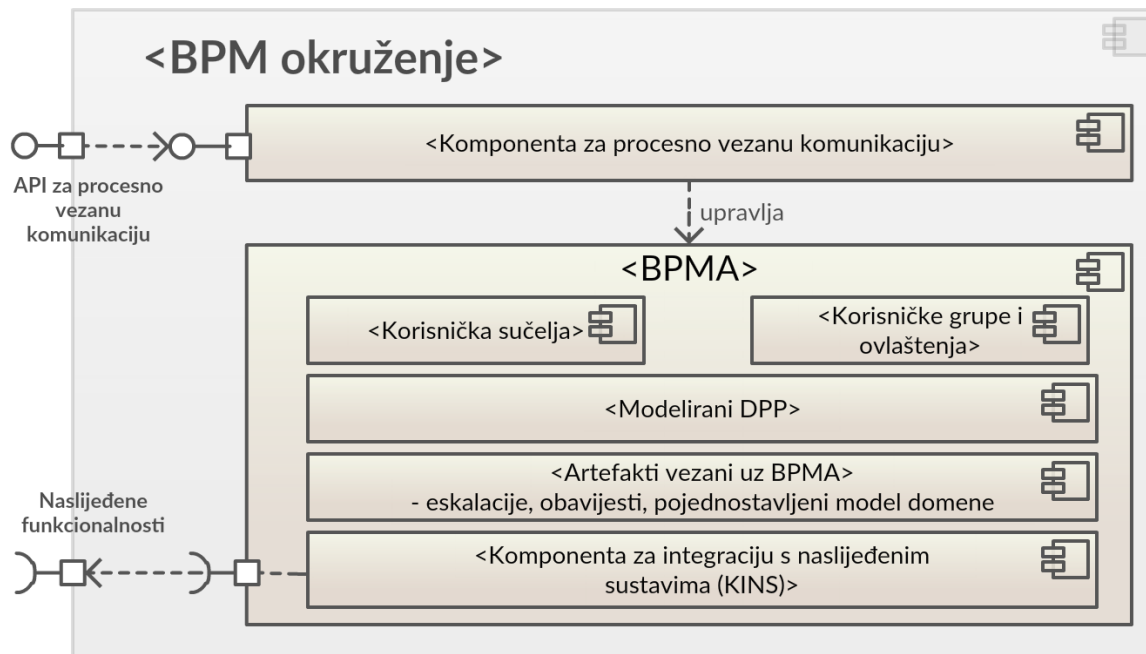 <BPM okruženje>
<Komponenta za procesno vezanu komunikaciju>
API za procesno
vezanu
komunikaciju
upravlja
<BPMA>
<Korisnička sučelja>
<Korisničke grupe i
ovlaštenja>
<Modelirani DPP>
<Artefakti vezani uz BPMA>
- eskalacije, obavijesti, pojednostavljeni model domene
Naslijeđene
funkcionalnosti
<Komponenta za integraciju s naslijeđenim
sustavima (KINS)>